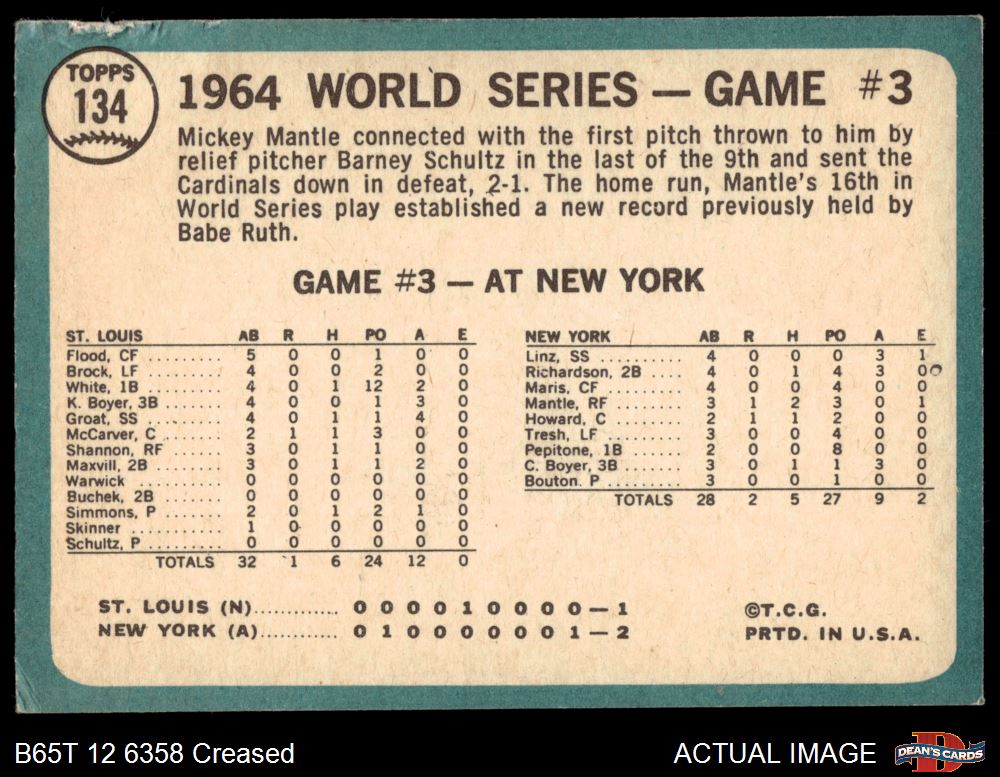 TOPPS
134
1964 WORLD SERIES — GAME #3
Mickey Mantle connected with the first pitch thrown to him by
relief pitcher Barney Schultz in the last of the 9th and sent the
Cardinals down in defeat, 2-1. The home run, Mantle's 16th in
World Series play established a new record previously held by
Babe Ruth.
GAME #3 — AT NEW YORK
ST. LOUIS AB R H PO A E
Flood, CF .......... 5 0 0 1 0 0
Brock, LF .......... 4 0 0 2 0 0
White, 1B .......... 4 0 1 12 2 0
K. Boyer, 3B ....... 4 0 0 1 3 0
Groat, SS .......... 4 0 1 1 4 0
McCarver, C ........ 2 1 1 3 0 0
Shannon, RF ........ 3 0 1 1 0 0
Maxvill, 2B ........ 3 0 1 1 2 0
Warwick ............ 0 0 0 0 0 0
Buchek, 2B ......... 0 0 0 0 0 0
Simmons, P ......... 2 0 1 2 1 0
Skinner ............ 1 0 0 0 0 0
Schultz, P ......... 0 0 0 0 0 0
TOTALS 32 1 6 24 12 0
NEW YORK AB R H PO A E
Linz, SS ........... 4 0 0 0 3 1
Richardson, 2B .... 4 0 1 4 3 0
Maris, CF .......... 4 0 0 4 0 0
Mantle, RF ......... 3 1 2 3 0 1
Howard, C .......... 2 1 1 2 0 0
Tresh, LF .......... 3 0 0 4 0 0
Pepitone, 1B ....... 2 0 0 8 0 0
C. Boyer, 3B ....... 3 0 1 1 3 0
Bouton. P .......... 3 0 0 1 0 0
TOTALS 28 2 5 27 9 2
ST. LOUIS (N)............. 0 0 0 0 1 0 0 0 0 — 1
NEW YORK (A)............ 0 1 0 0 0 0 0 0 1 — 2
©T.C.G.
PRTD. IN U.S.A.
B65T 12 6358 Creased
ACTUAL IMAGE
D
DEAN'S CARDS